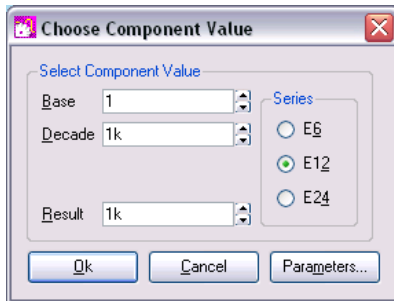 Choose Component Value
Select Component Value
Base 1
Decade 1k
Result 1k
Series
E6
E12
E24
Ok Cancel Parameters...